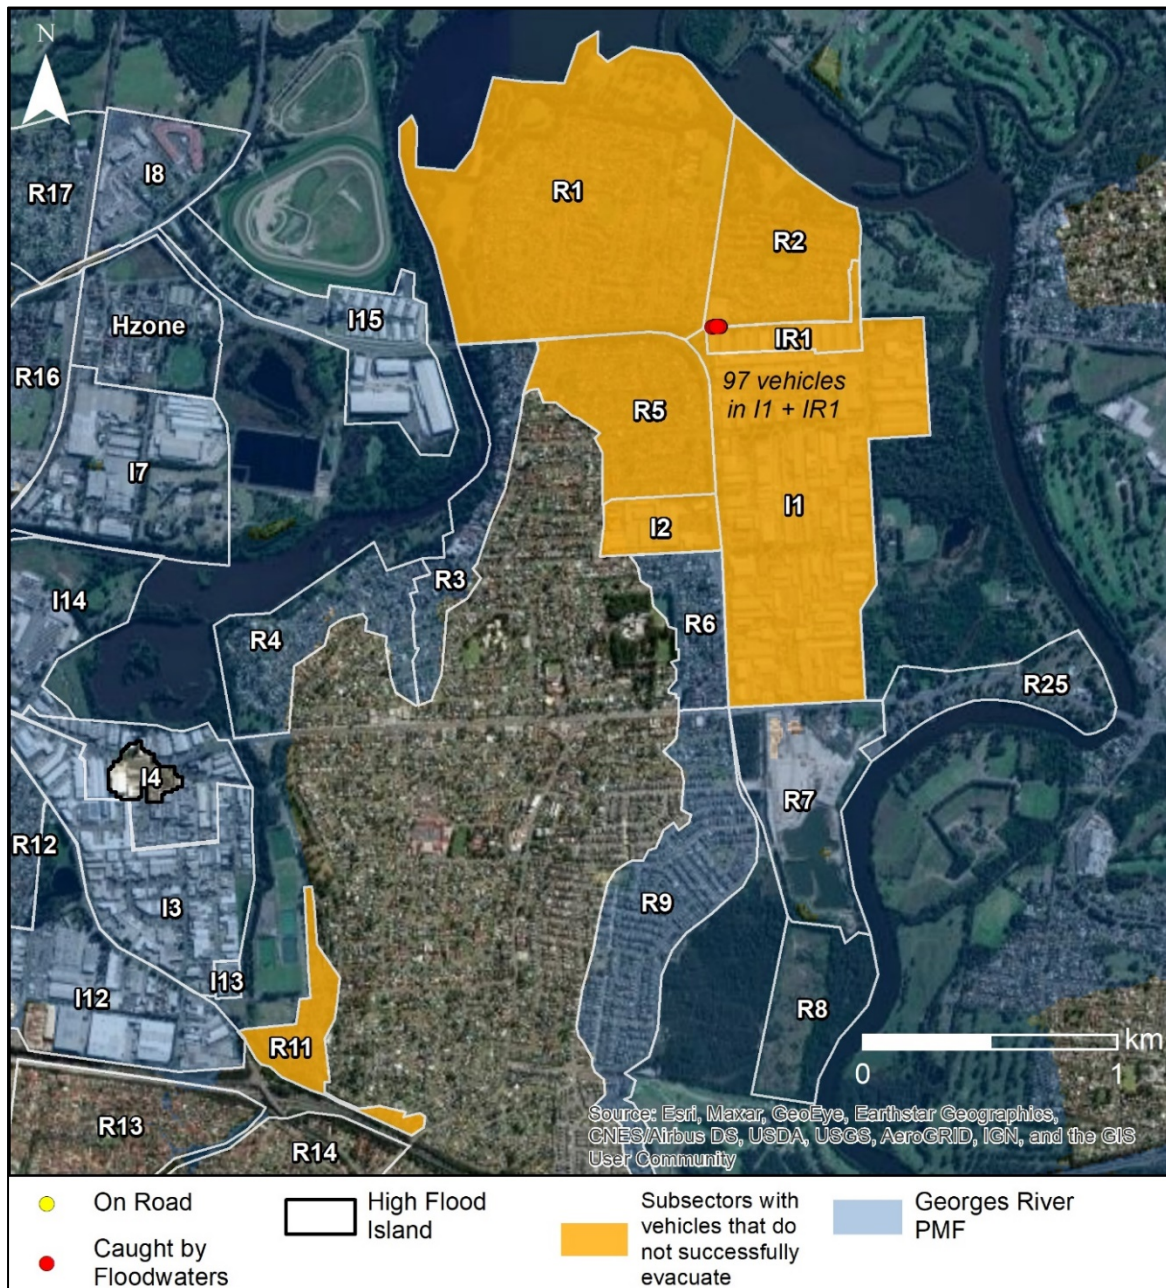 N
R1
I8
R17
R2
I15
Hzone
IR1
R16
97 vehicles
in I1 + IR1
R5
I7
I1
I2
R3
I14
R6
R4
R25
I4
R7
R12
R9
I3
I13
I12
R8
R11
km
0
1
Source: Esri, Maxar, GeoEye, Earthstar Geographics,
CNES/Airbus DS, USDA, USGS, AeroGRID, IGN, and the GIS
User Community
R13
R14
On Road
Caught by
Floodwaters
High Flood
Island
Subsectors with
vehicles that do
not successfully
evacuate
Georges River
PMF